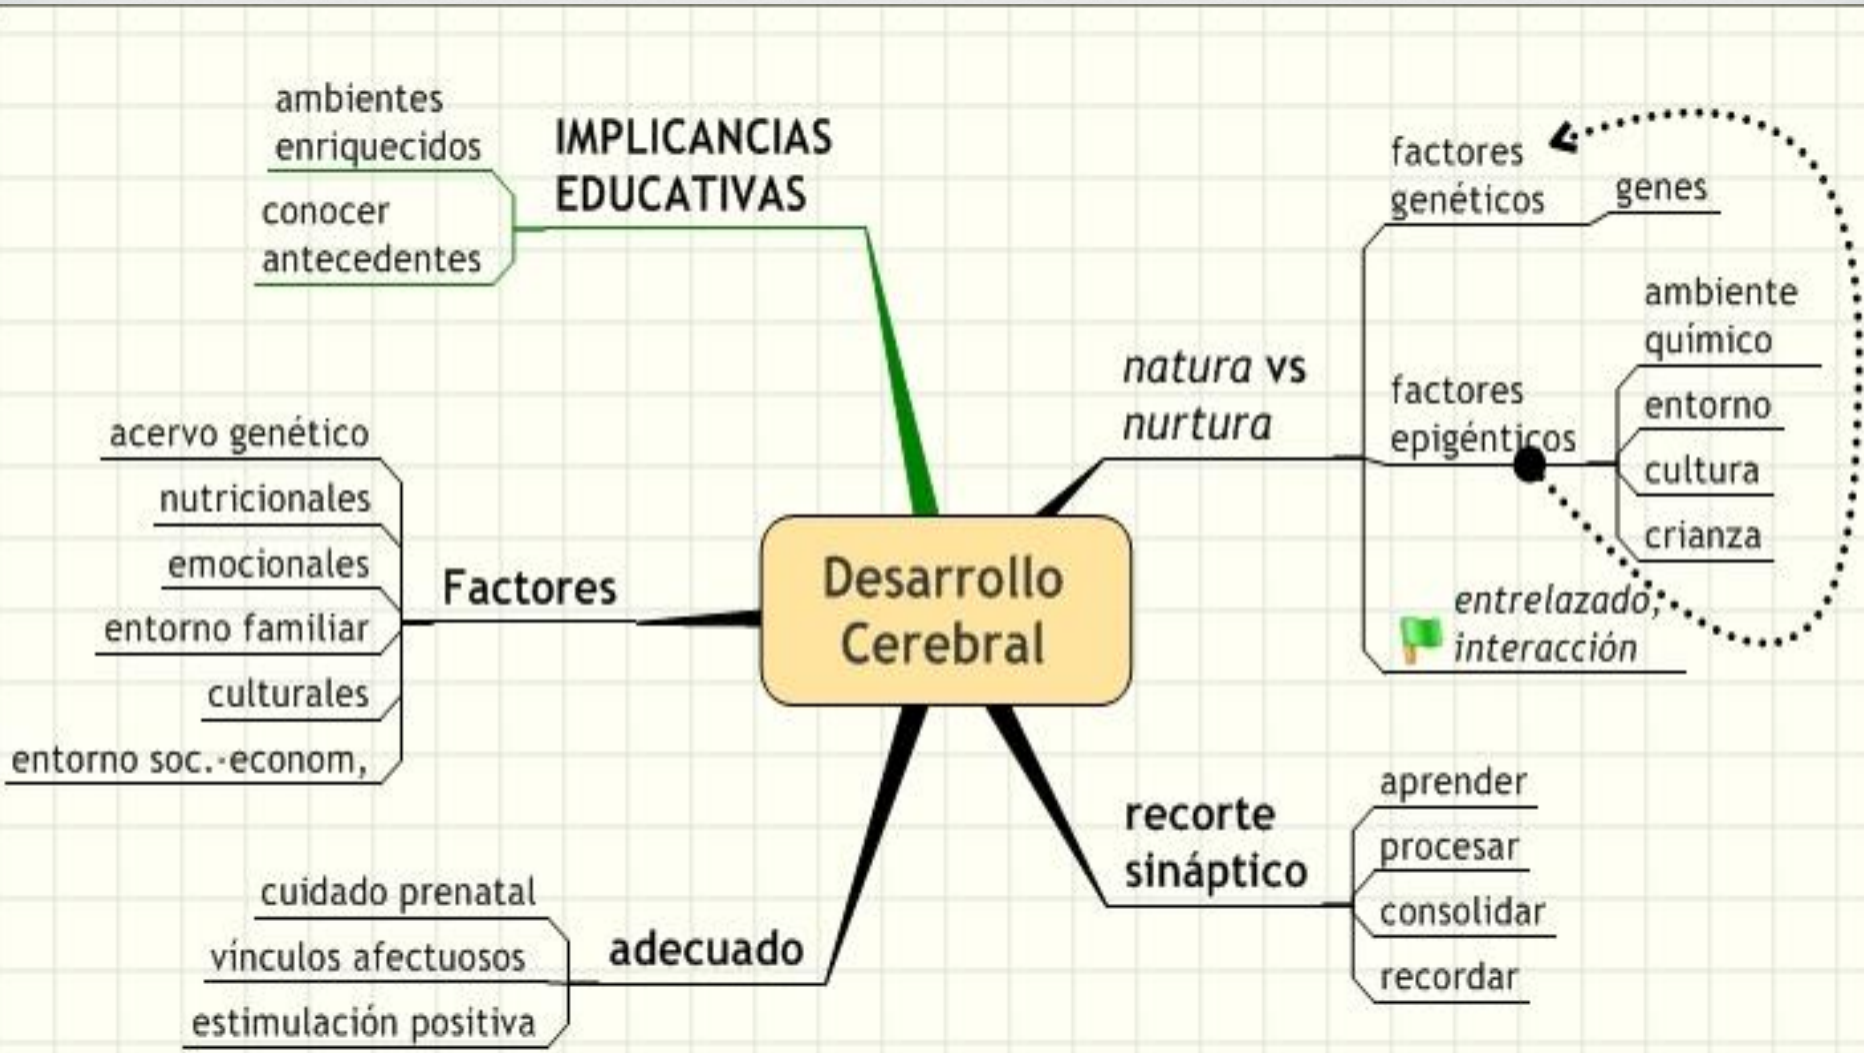 ambientes
enriquecidos
conocer
antecedentes
IMPLICANCIAS
EDUCATIVAS
factores
genéticos
genes
natura vs
nurtura
factores
epigénticos
ambiente
químico
entorno
cultura
crianza
entrelazado,
interacción
acervo genético
nutricionales
emocionales
entorno familiar
culturales
entorno soc.-econom,
Factores
Desarrollo
Cerebral
recorte
sináptico
aprender
procesar
consolidar
recordar
cuidado prenatal
vínculos afectuosos
estimulación positiva
adecuado